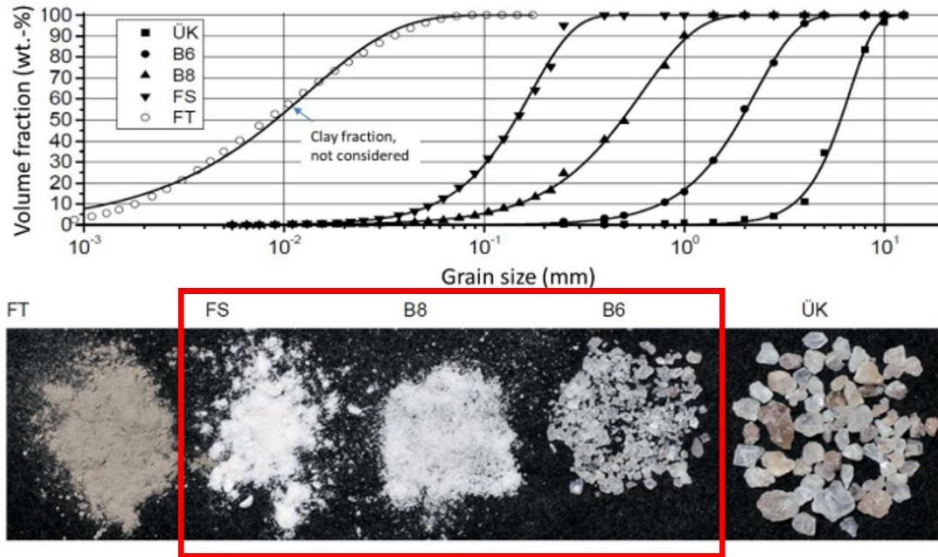 Volume fraction (wt.-%)
100
90
80
70
60
50
40
30
20
10
0
ÜK
B6
B8
FS
FT
Clay fraction,
not considered
10⁻³
10⁻²
10⁻¹
10⁰
10¹
Grain size (mm)
FT
FS
B8
B6
ÜK